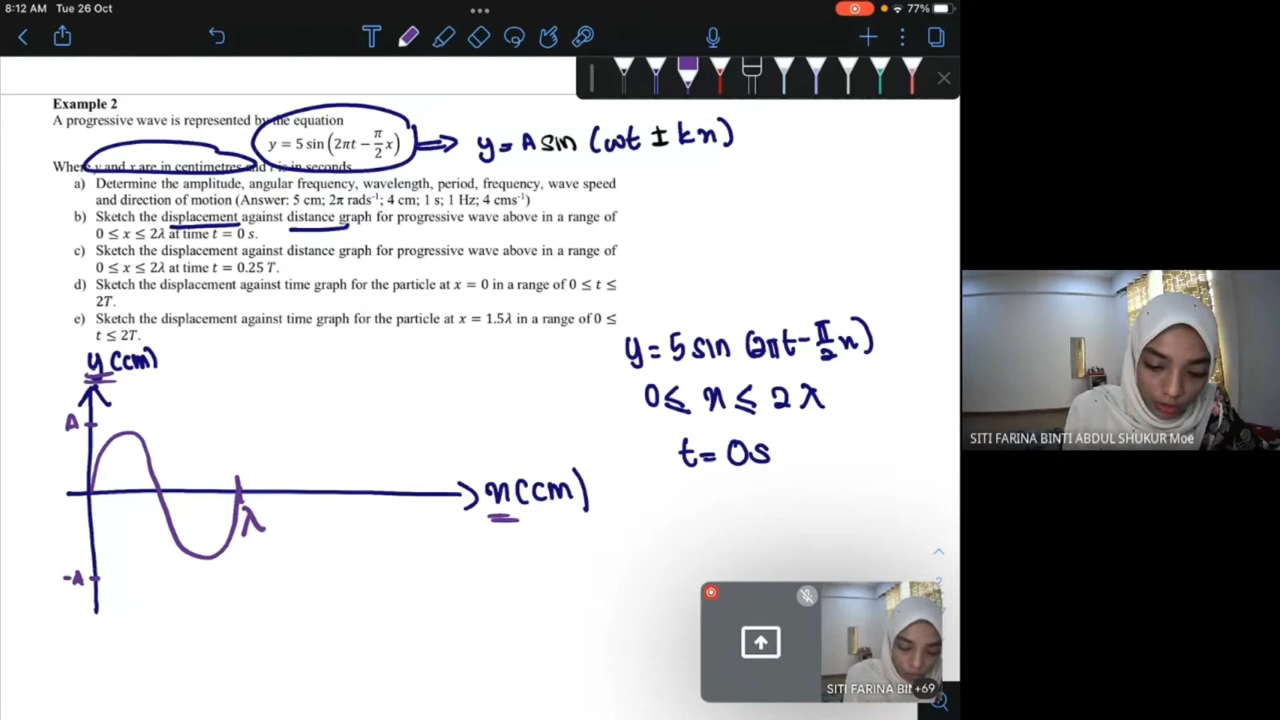 8:12 AM Tue 26 Oct
77%
Example 2
A progressive wave is represented by the equation
y = 5 sin (2πt − π/2 x) ⇒ y = A sin (ωt ± kx)
Where y and x are in centimetres and t is in seconds
a) Determine the amplitude, angular frequency, wavelength, period, frequency, wave speed
and direction of motion (Answer: 5 cm; 2π rads⁻¹; 4 cm; 1 s; 1 Hz; 4 cms⁻¹)
b) Sketch the displacement against distance graph for progressive wave above in a range of
0 ≤ x ≤ 2λ at time t = 0 s.
c) Sketch the displacement against distance graph for progressive wave above in a range of
0 ≤ x ≤ 2λ at time t = 0.25 T.
d) Sketch the displacement against time graph for the particle at x = 0 in a range of 0 ≤ t ≤
2T.
e) Sketch the displacement against time graph for the particle at x = 1.5λ in a range of 0 ≤
t ≤ 2T.
y (cm)
A
-A
λ
x (cm)
y = 5 sin (2πt − π/2 x)
0 ≤ x ≤ 2λ
t = 0s
SITI FARINA BINTI ABDUL SHUKUR Moe
SITI FARINA BIN +69